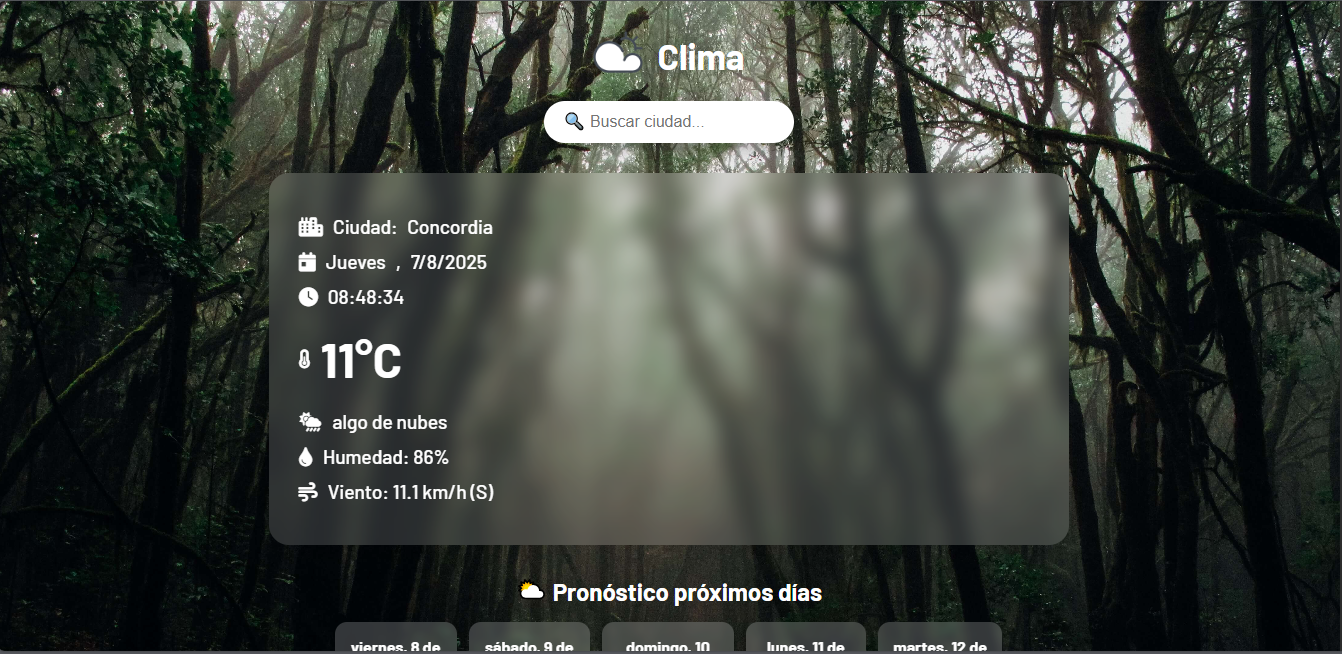 Clima
Buscar ciudad...
Ciudad: Concordia
Jueves , 7/8/2025
08:48:34
11°C
algo de nubes
Humedad: 86%
Viento: 11.1 km/h (S)
Pronóstico próximos días
viernes, 8 de sábado, 9 de domingo, 10 lunes, 11 de martes, 12 de